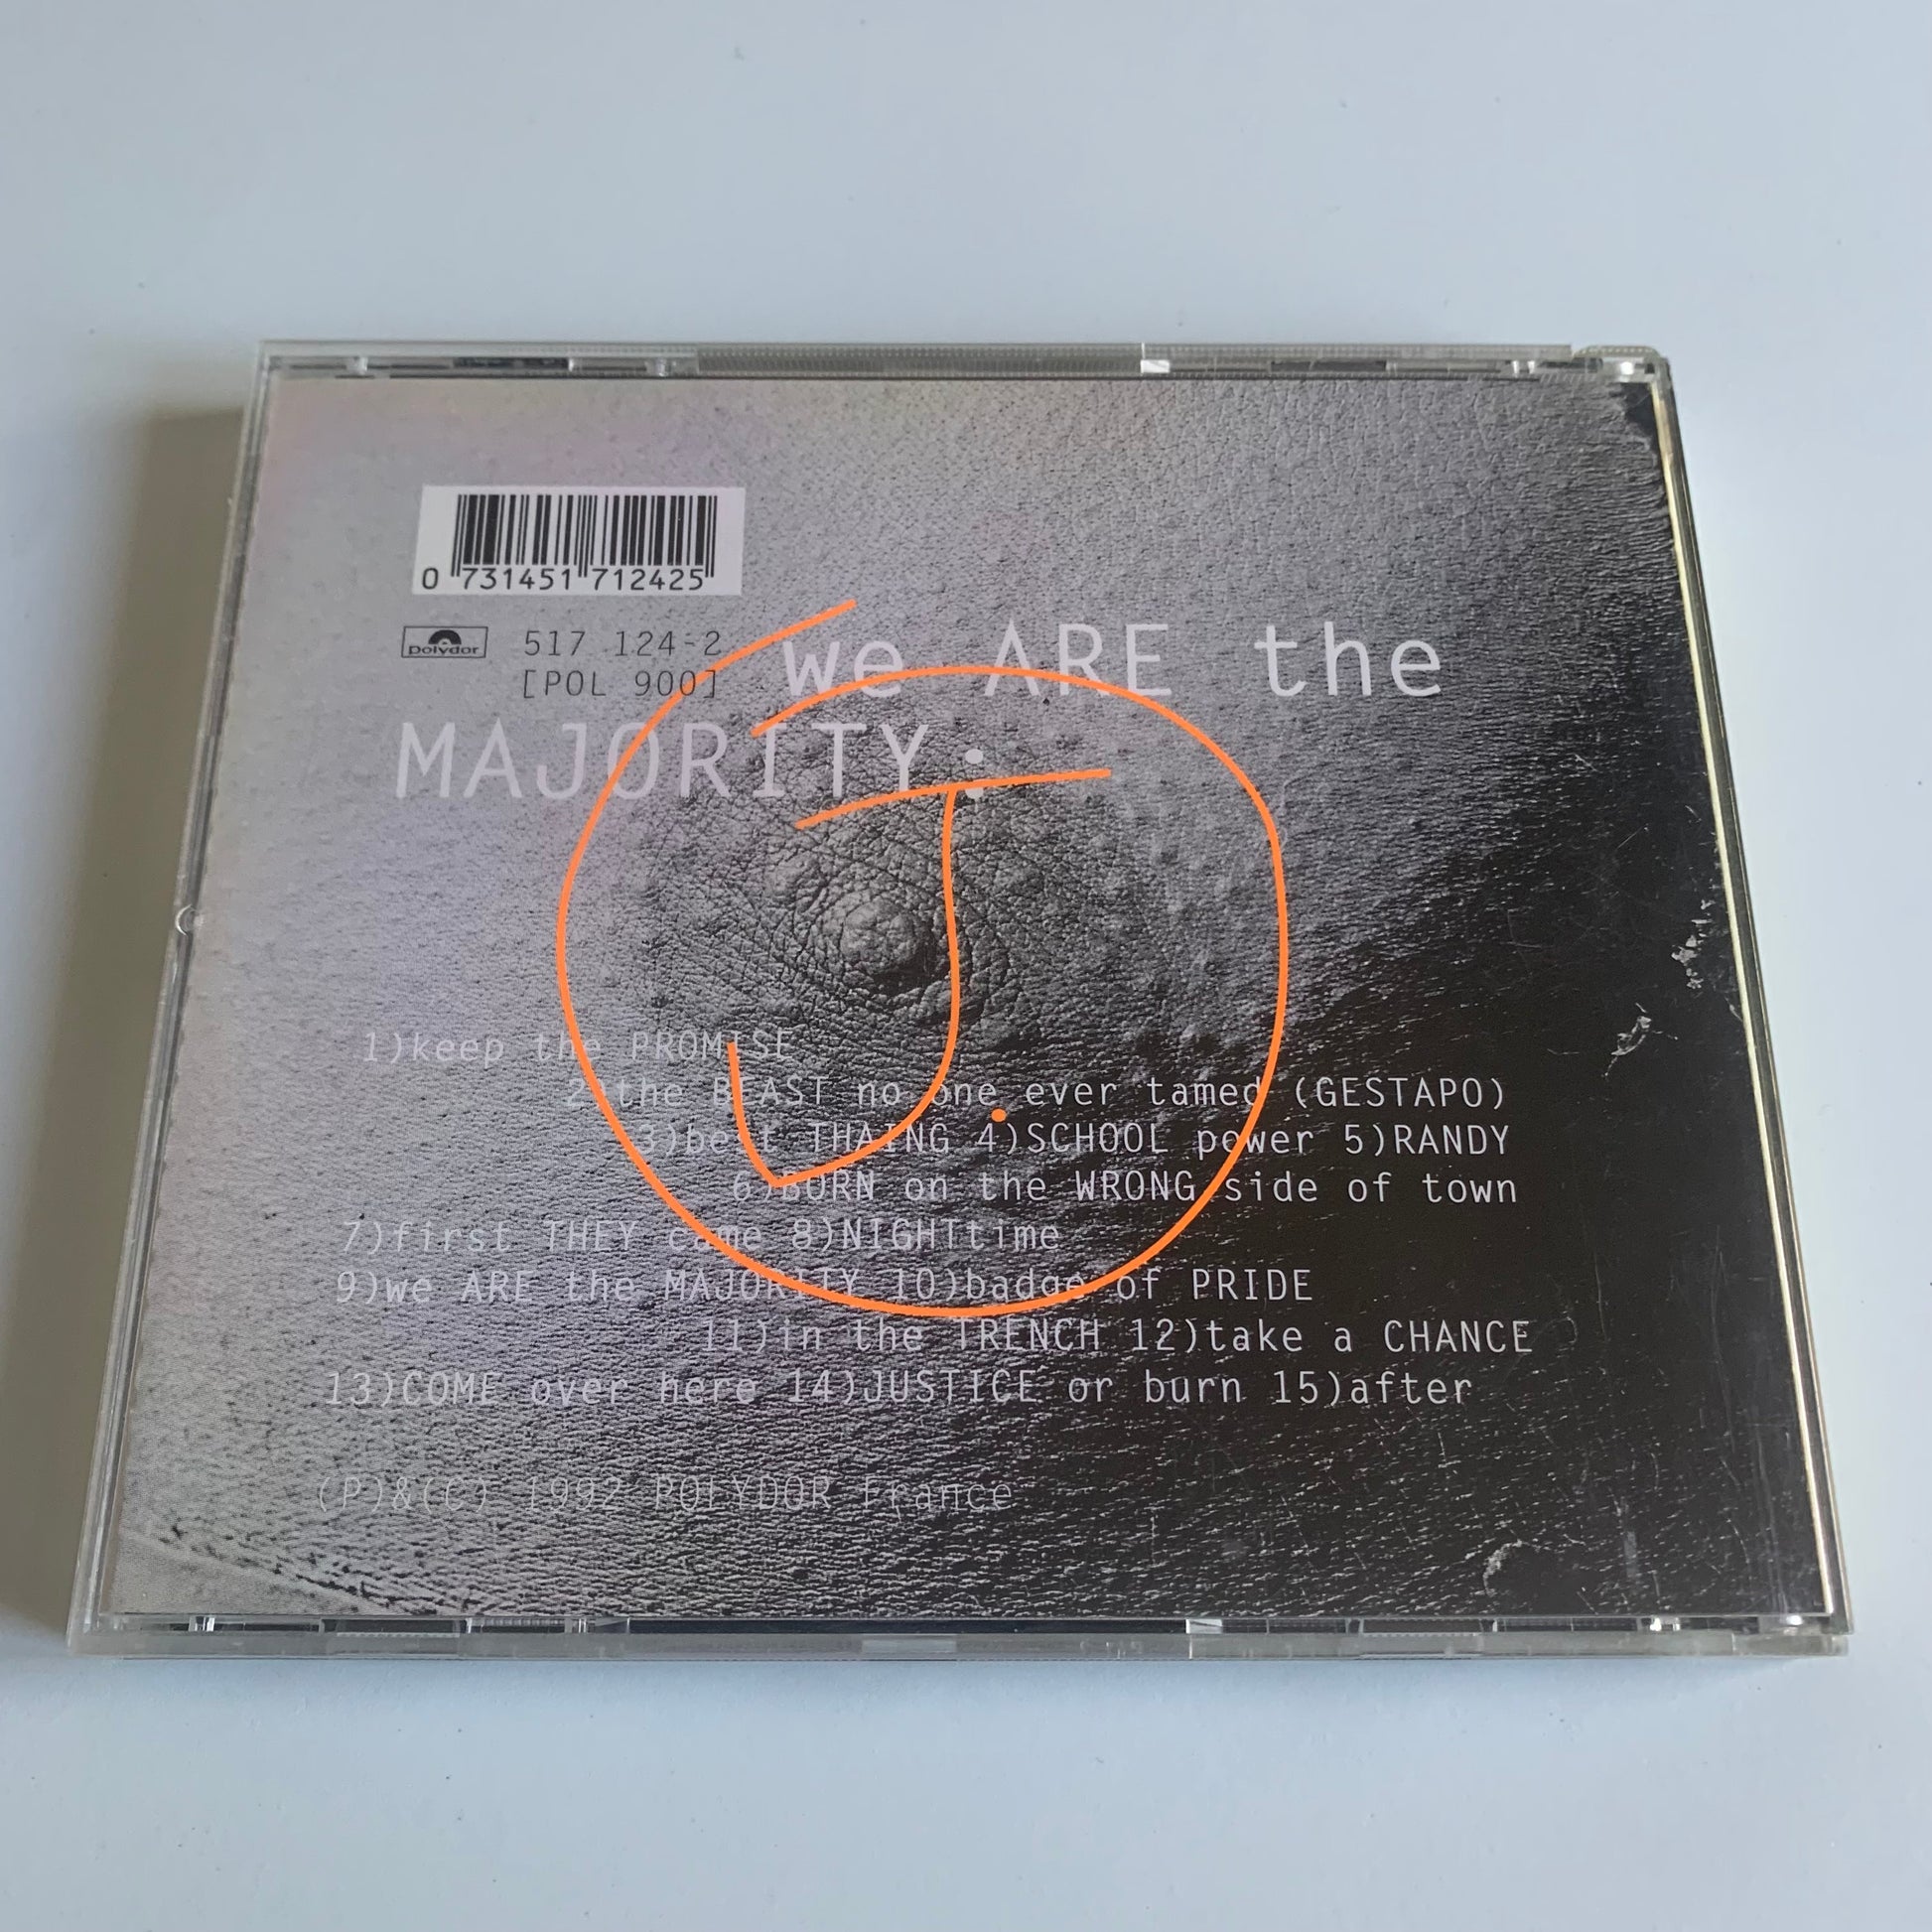 0 731451 712425
polydor 517 124-2
[POL 900]
we ARE the
MAJORITY:
1)keep the PROMISE
2)the BEAST no one ever tamed (GESTAPO)
3)best THAING 4)SCHOOL power 5)RANDY
6)BORN on the WRONG side of town
7)first THEY came 8)NIGHTtime
9)we ARE the MAJORITY 10)badge of PRIDE
11)in the TRENCH 12)take a CHANCE
13)COME over here 14)JUSTICE or burn 15)after
(P)&(C) 1992 POLYDOR France
J.